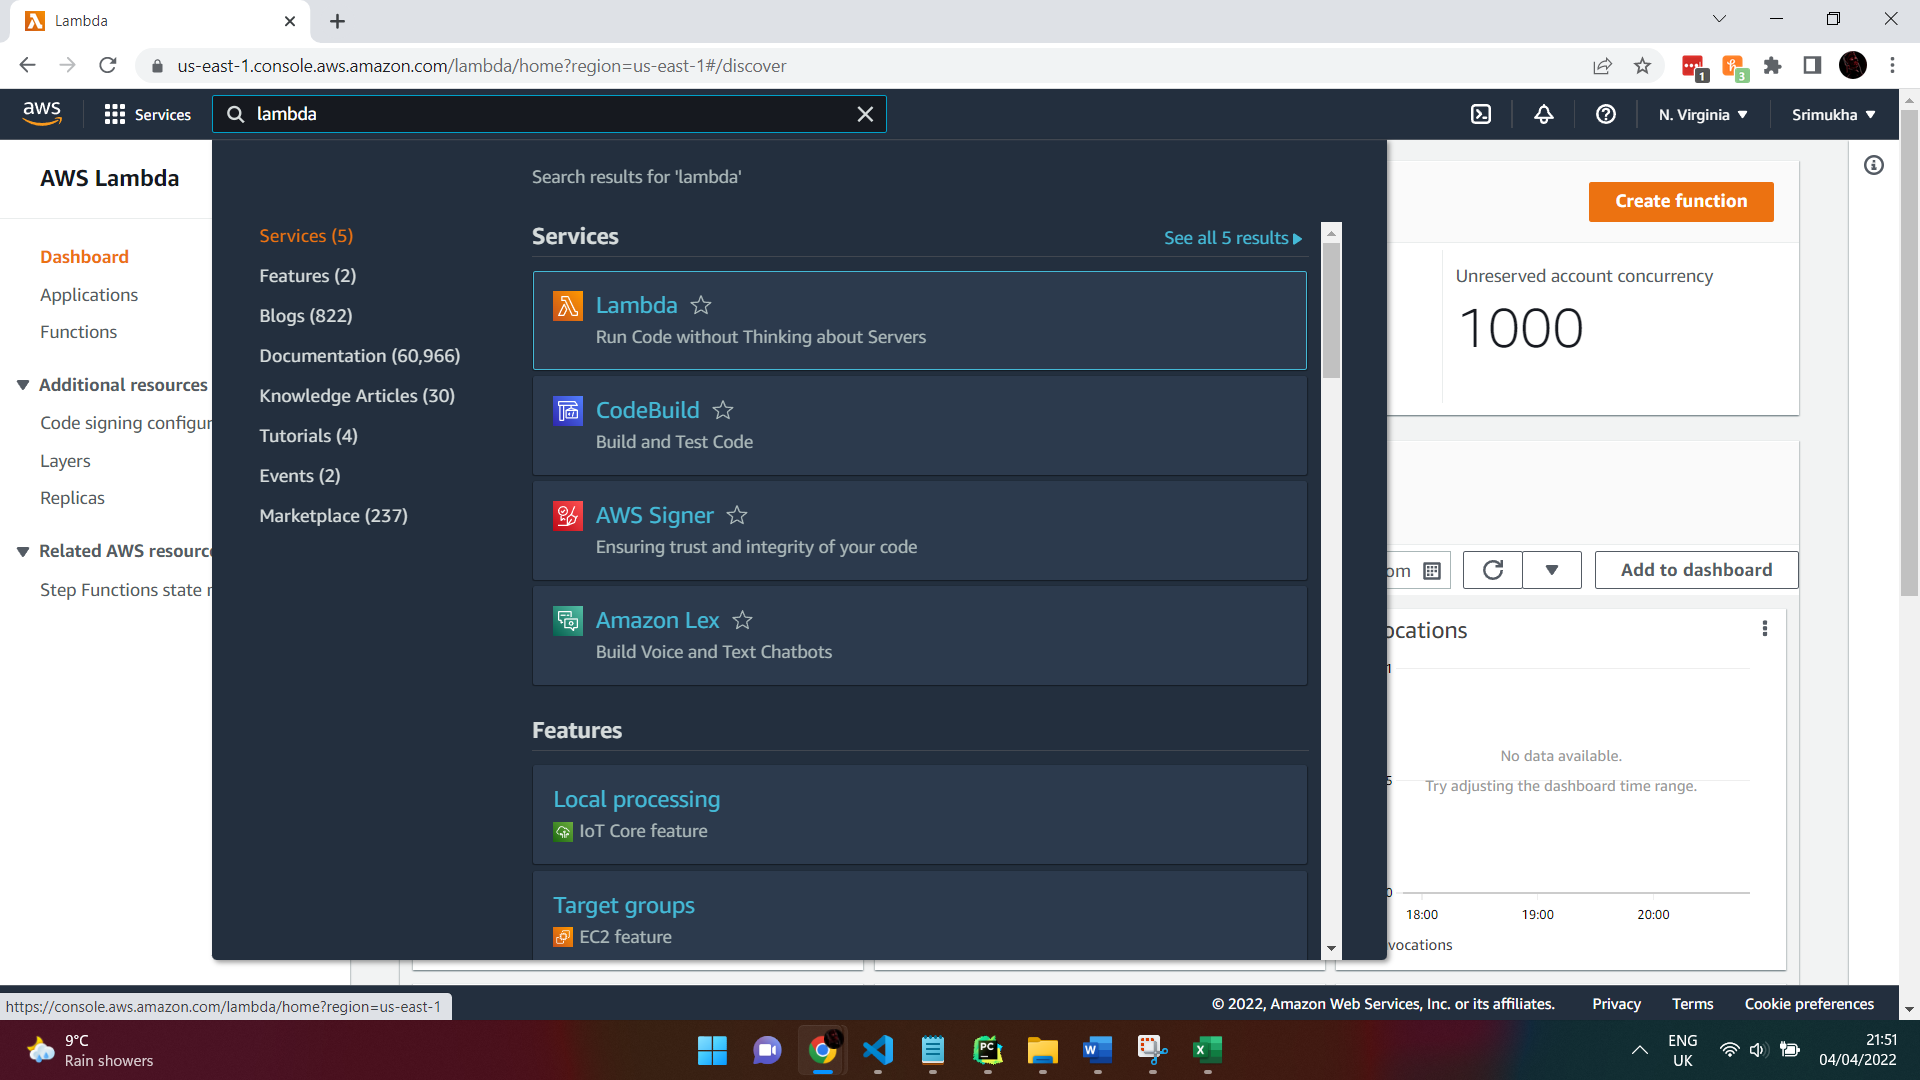 Lambda
us-east-1.console.aws.amazon.com/lambda/home?region=us-east-1#/discover
1
3
aws
Services
lambda
N. Virginia
Srimukha
AWS Lambda
Dashboard
Applications
Functions
Additional resources
Code signing configur
Layers
Replicas
Related AWS resourc
Step Functions state
Search results for 'lambda'
Services (5)
Features (2)
Blogs (822)
Documentation (60,966)
Knowledge Articles (30)
Tutorials (4)
Events (2)
Marketplace (237)
Services
See all 5 results
Lambda
Run Code without Thinking about Servers
CodeBuild
Build and Test Code
AWS Signer
Ensuring trust and integrity of your code
Amazon Lex
Build Voice and Text Chatbots
Features
Local processing
IoT Core feature
Target groups
EC2 feature
Create function
Unreserved account concurrency
1000
om
Add to dashboard
ocations
1
No data available.
5
Try adjusting the dashboard time range.
0
18:00
19:00
20:00
vocations
https://console.aws.amazon.com/lambda/home?region=us-east-1
© 2022, Amazon Web Services, Inc. or its affiliates.
Privacy
Terms
Cookie preferences
9°C
Rain showers
PC
W
X
ENG
UK
21:51
04/04/2022